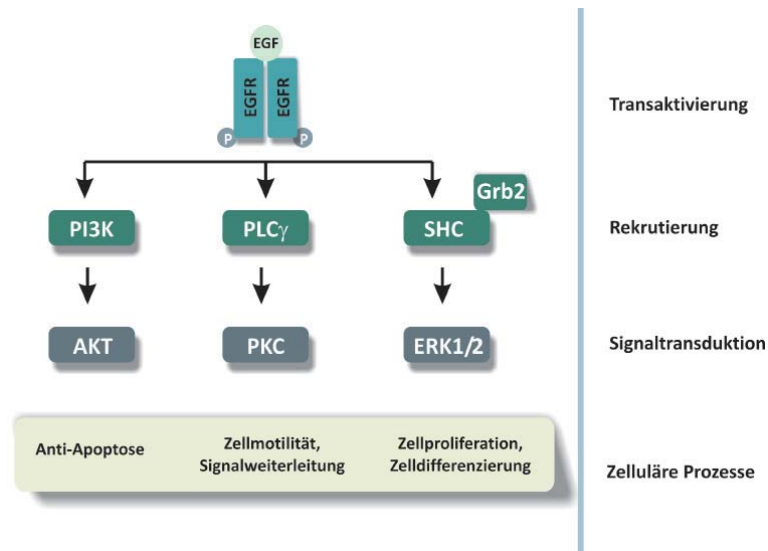 EGF
EGFR EGFR
P P
Transaktivierung
Grb2
PI3K PLCγ SHC
Rekrutierung
AKT PKC ERK1/2
Signaltransduktion
Anti-Apoptose
Zellmotilität,
Signalweiterleitung
Zellproliferation,
Zelldifferenzierung
Zelluläre Prozesse